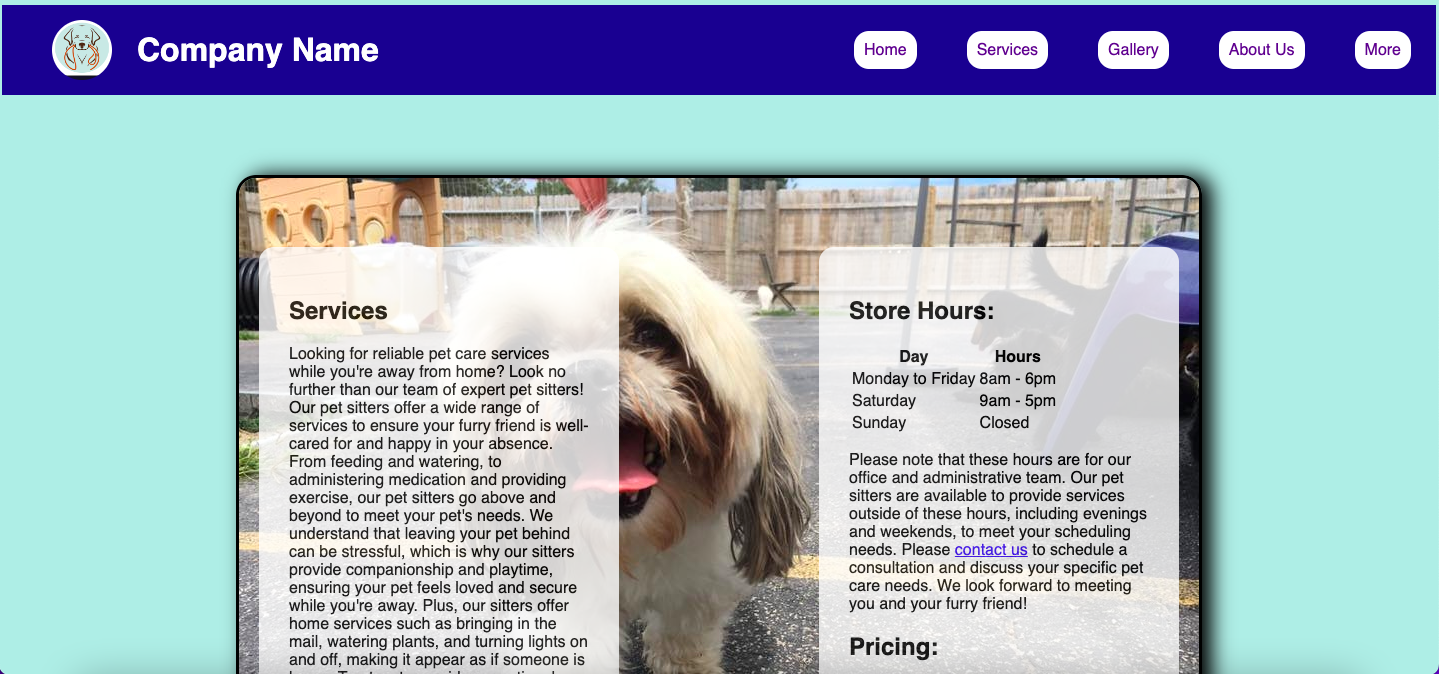 Company Name
Home
Services
Gallery
About Us
More
Services
Looking for reliable pet care services
while you're away from home? Look no
further than our team of expert pet sitters!
Our pet sitters offer a wide range of
services to ensure your furry friend is well-
cared for and happy in your absence.
From feeding and watering, to
administering medication and providing
exercise, our pet sitters go above and
beyond to meet your pet's needs. We
understand that leaving your pet behind
can be stressful, which is why our sitters
provide companionship and playtime,
ensuring your pet feels loved and secure
while you're away. Plus, our sitters offer
home services such as bringing in the
mail, watering plants, and turning lights on
and off, making it appear as if someone is
Store Hours:
Day Hours
Monday to Friday 8am - 6pm
Saturday 9am - 5pm
Sunday Closed
Please note that these hours are for our
office and administrative team. Our pet
sitters are available to provide services
outside of these hours, including evenings
and weekends, to meet your scheduling
needs. Please contact us to schedule a
consultation and discuss your specific pet
care needs. We look forward to meeting
you and your furry friend!
Pricing: